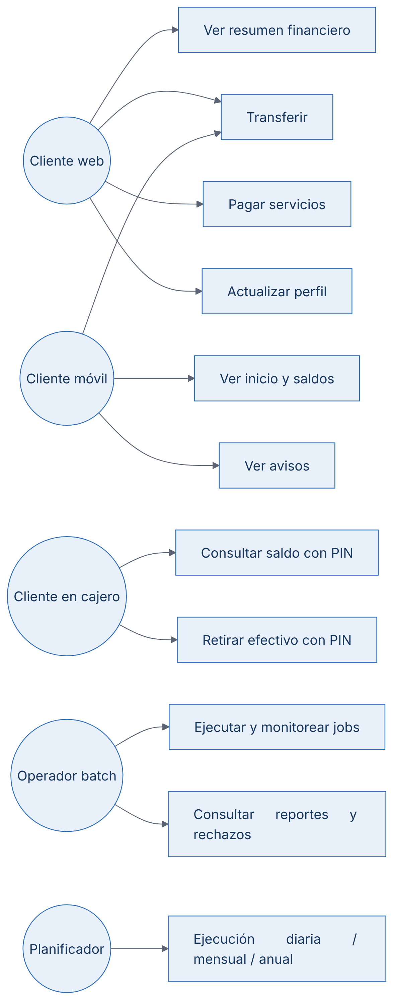 Ver resumen financiero
Transferir
Cliente web
Pagar servicios
Actualizar perfil
Cliente móvil
Ver inicio y saldos
Ver avisos
Consultar saldo con PIN
Cliente en cajero
Retirar efectivo con PIN
Ejecutar y monitorear jobs
Operador batch
Consultar reportes y
rechazos
Planificador
Ejecución diaria /
mensual / anual